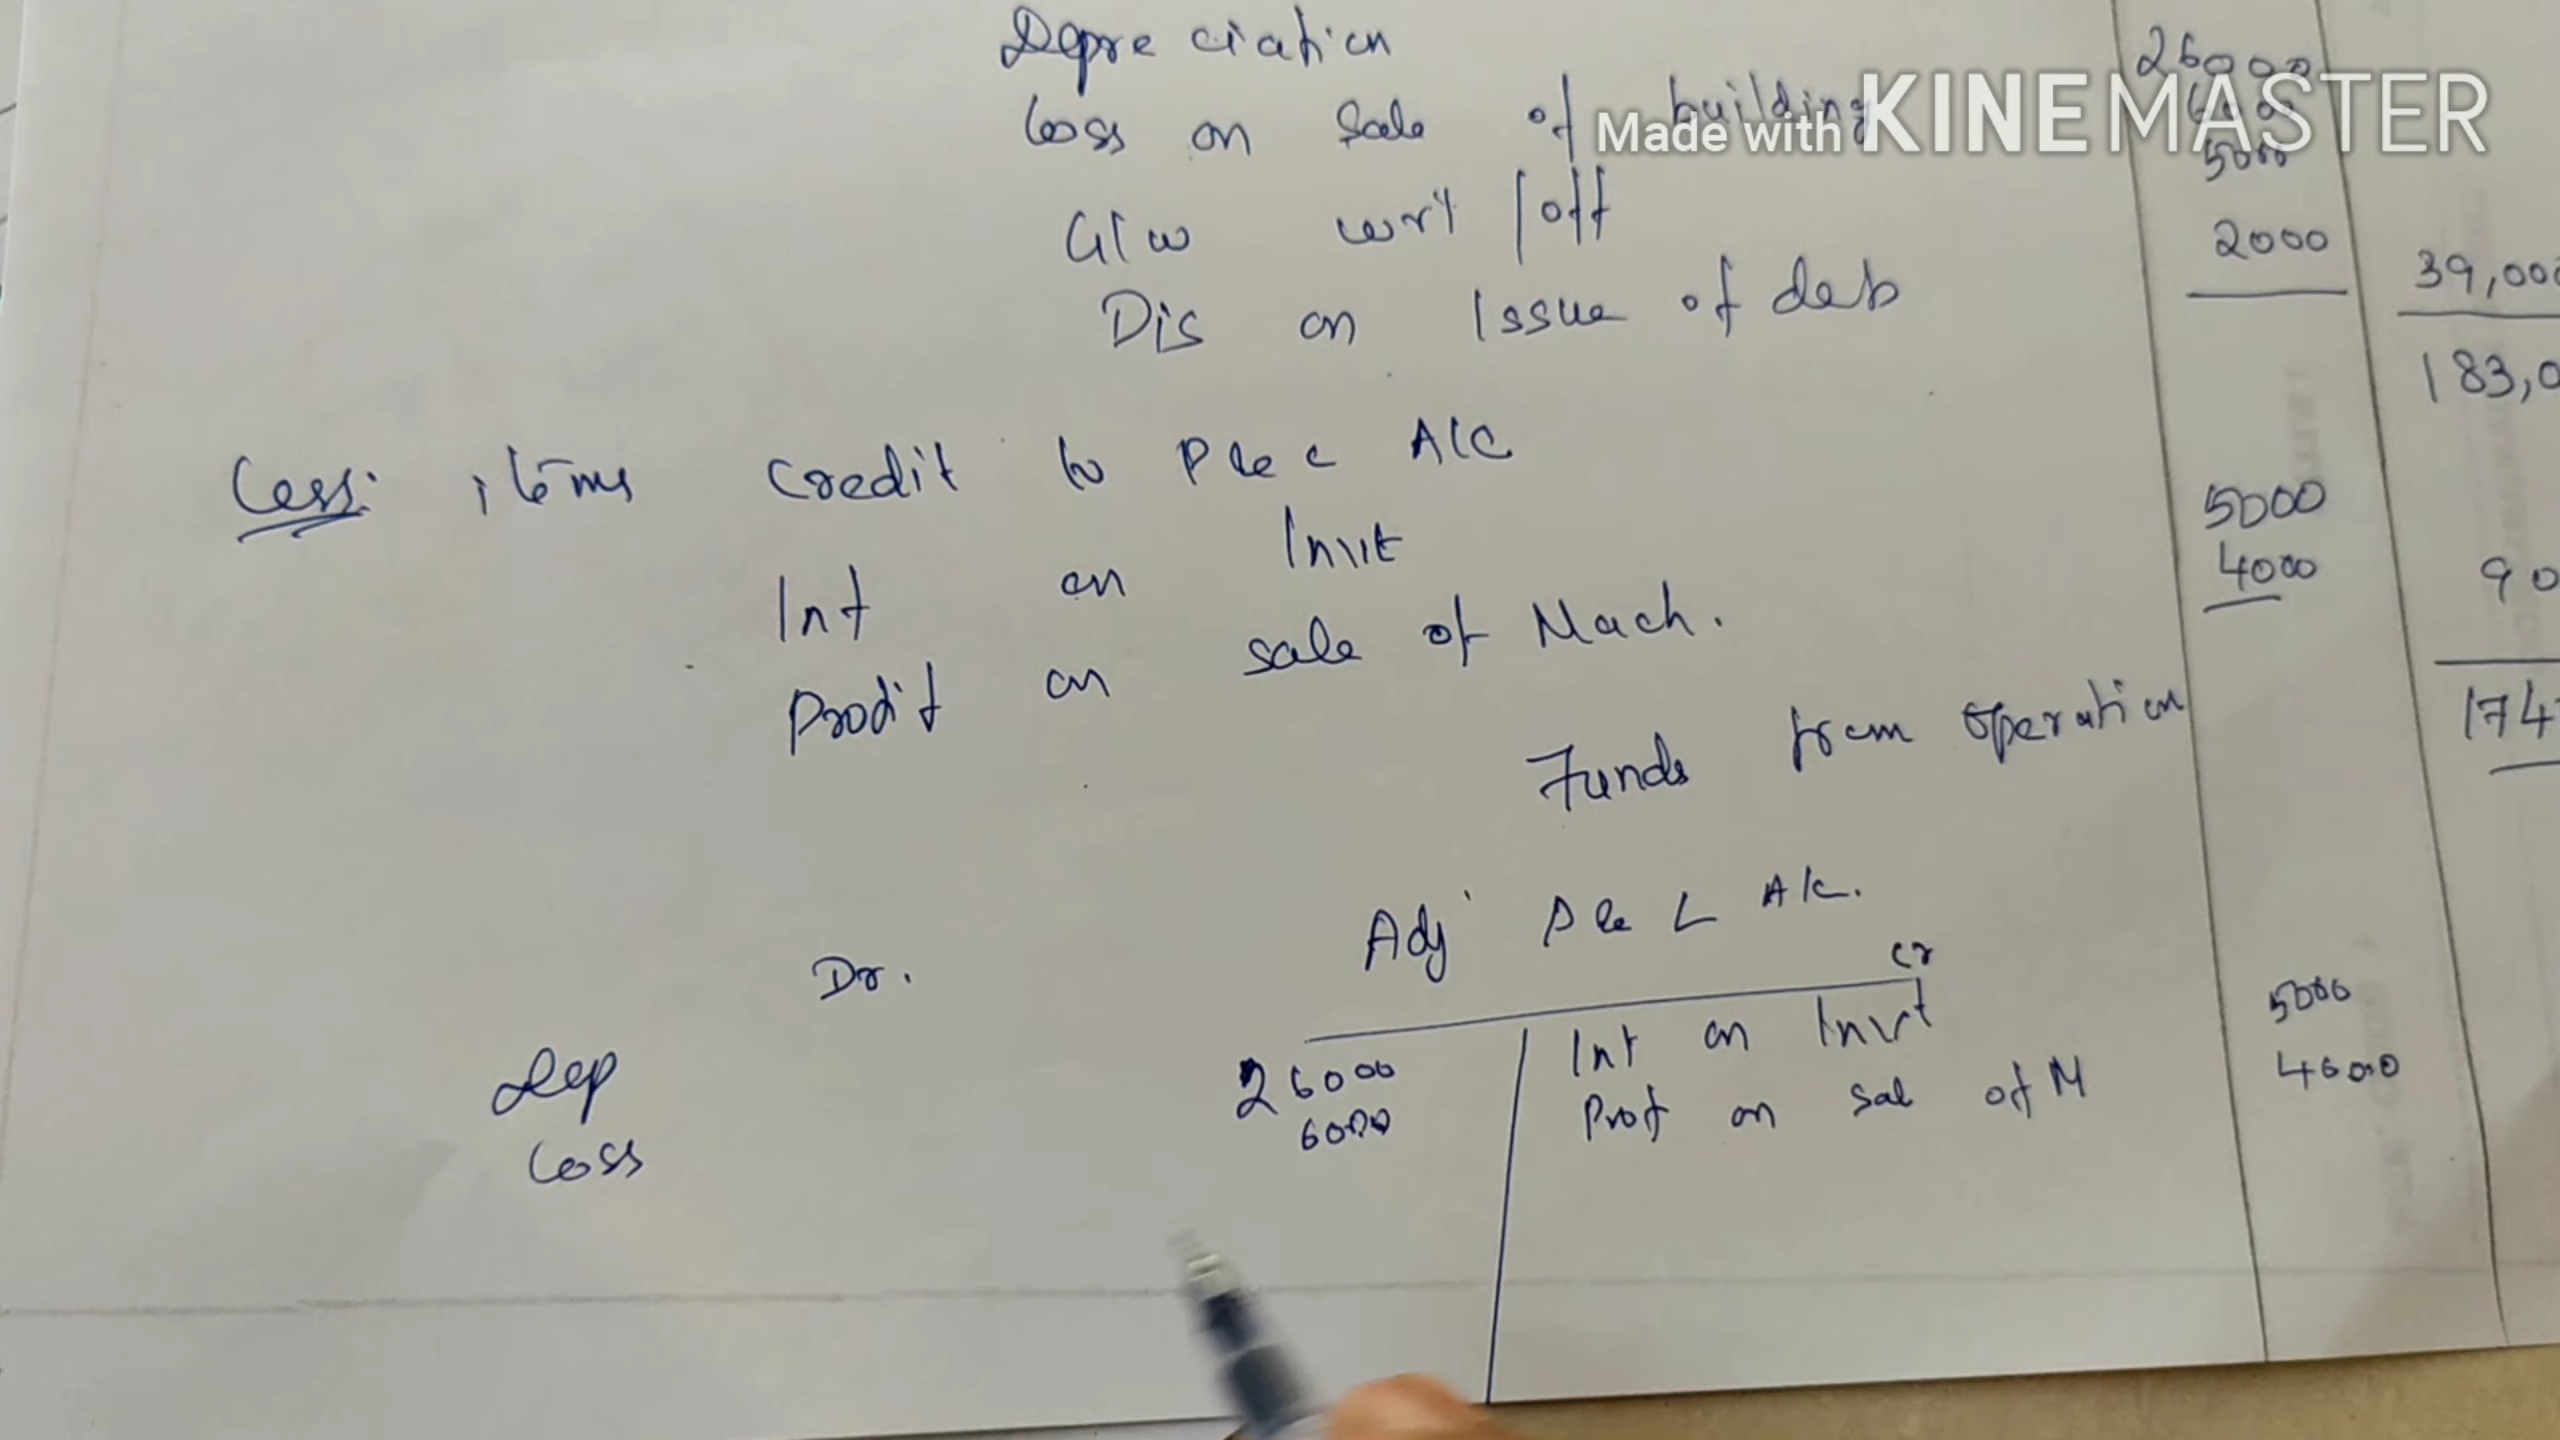 Depreciation 26000
Loss on Sale of building 6000
5000
G/w wrt/off 2000
Dis on Issue of deb 39,000
183,0
Less: items credit to P&L A/C
Int on Invt 5000
Profit on sale of Mach. 4000 90
Funds from operation 174
Adj P&L A/c.
Dr. Cr
Dep 26000 Int on Invt 5000
Loss 6000 Prof on sal of M 4000
Made with KINEMASTER